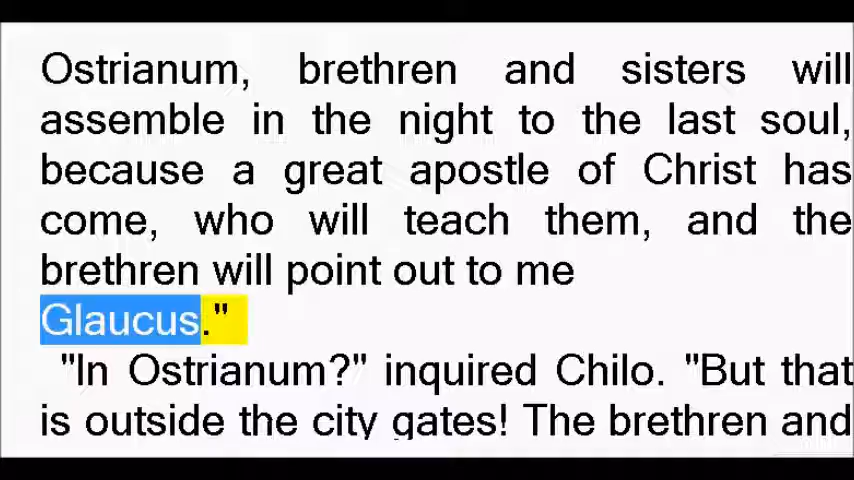 Ostrianum, brethren and sisters will
assemble in the night to the last soul,
because a great apostle of Christ has
come, who will teach them, and the
brethren will point out to me
Glaucus."
"In Ostrianum?" inquired Chilo. "But that
is outside the city gates! The brethren and